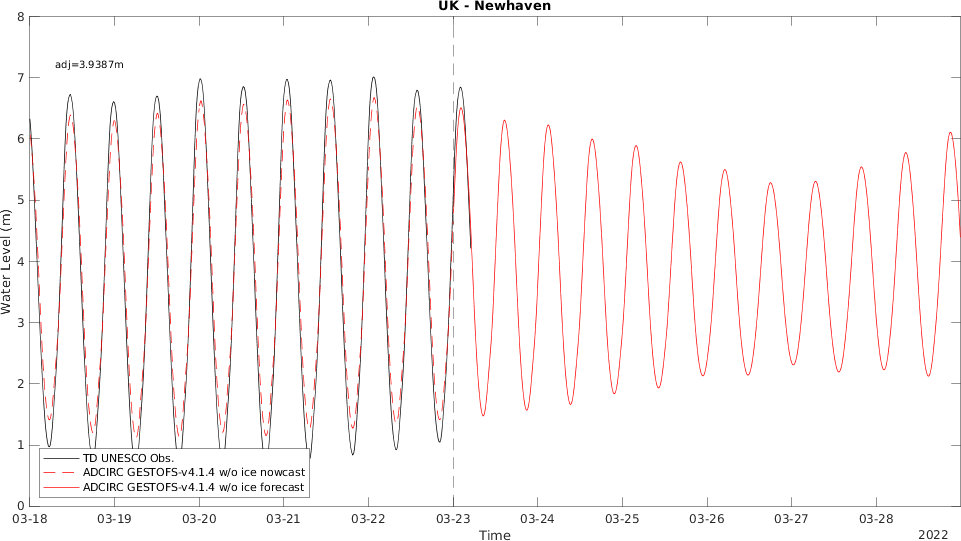 UK - Newhaven
8
adj=3.9387m
7
6
5
4
3
2
1
0
Water Level (m)
TD UNESCO Obs.
ADCIRC GESTOFS-v4.1.4 w/o ice nowcast
ADCIRC GESTOFS-v4.1.4 w/o ice forecast
03-18 03-19 03-20 03-21 03-22 03-23 03-24 03-25 03-26 03-27 03-28
Time
2022